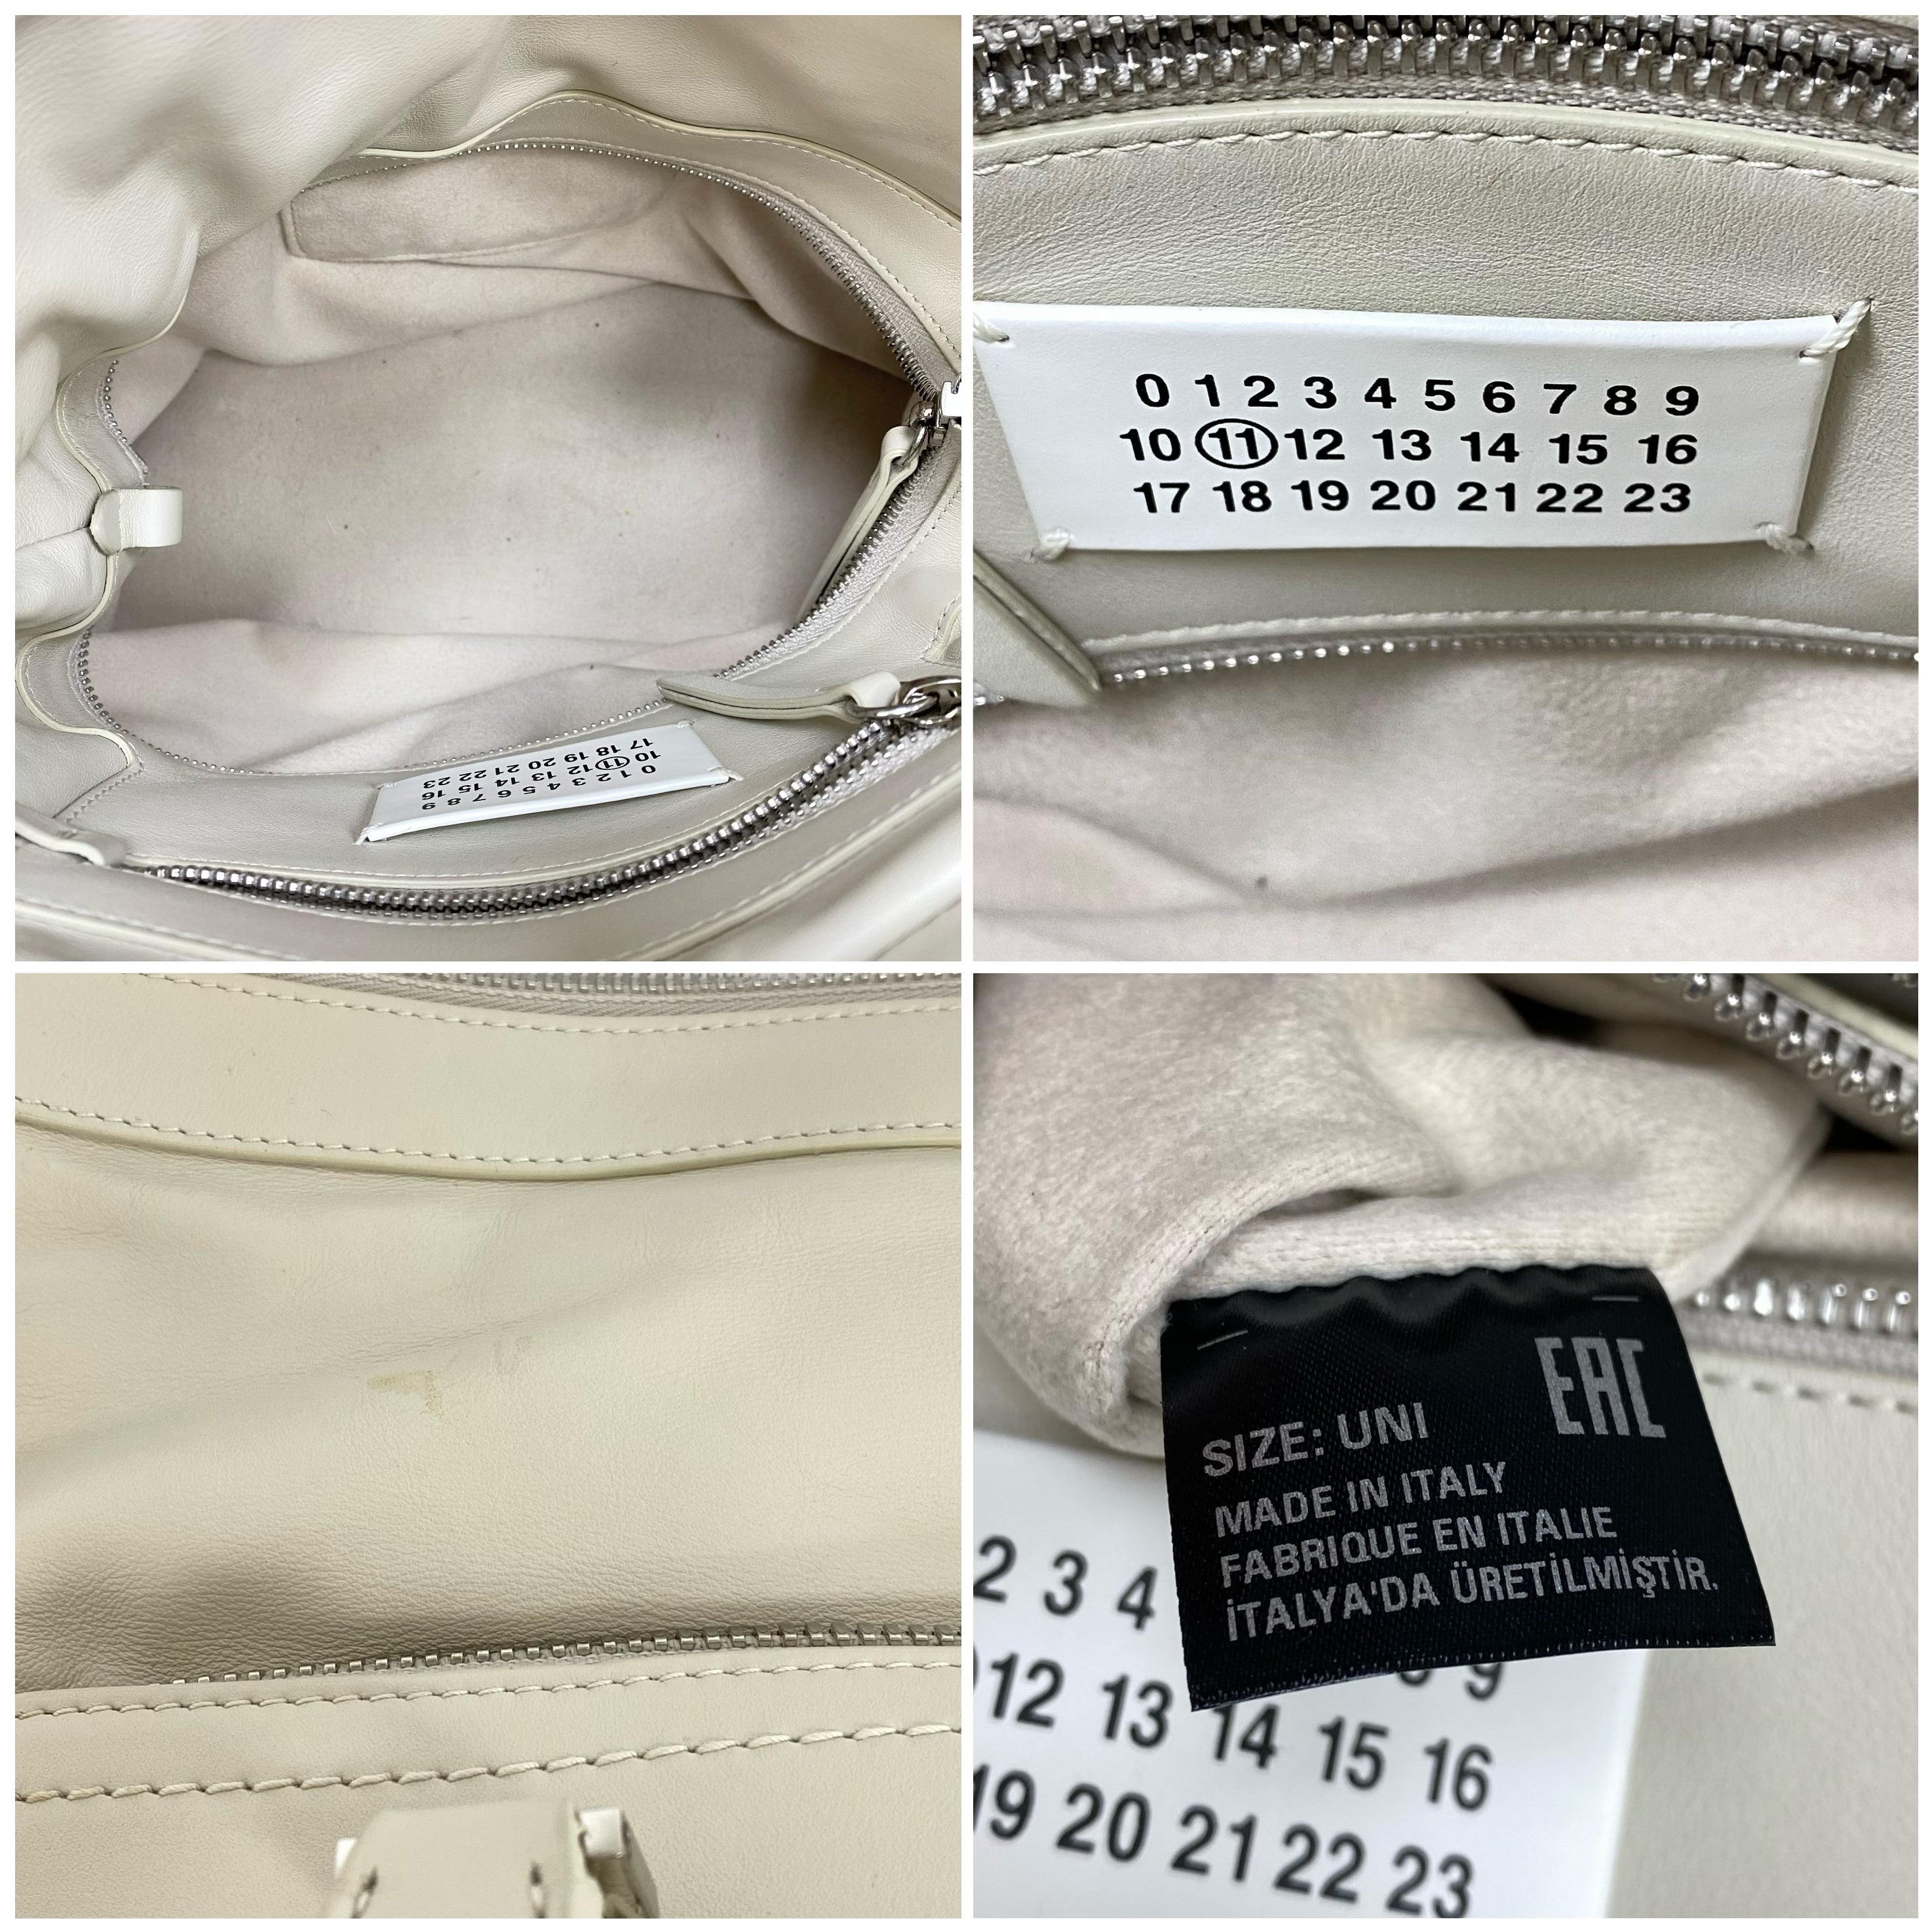 0 1 2 3 4 5 6 7 8 9
10 11 12 13 14 15 16
17 18 19 20 21 22 23
0 1 2 3 4 5 6 7 8 9
10 11 12 13 14 15 16
17 18 19 20 21 22 23
EAC
SIZE: UNI
MADE IN ITALY
FABRIQUE EN ITALIE
İTALYA'DA ÜRETİLMİŞTİR.
2 3 4
9
12 13 14 15 16
19 20 21 22 23